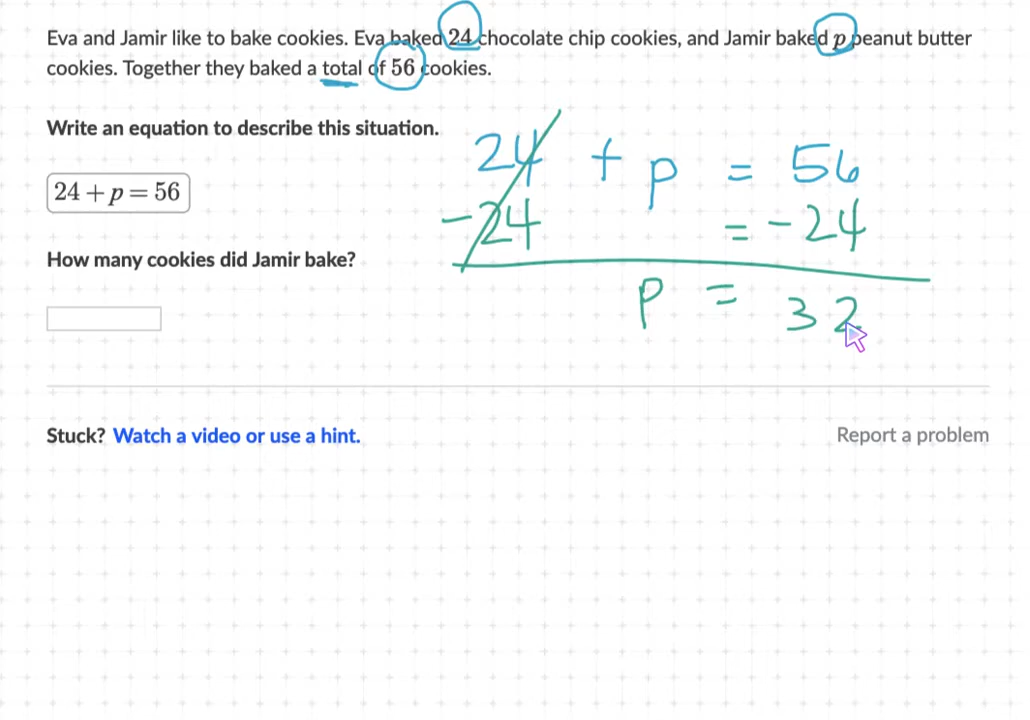 Eva and Jamir like to bake cookies. Eva baked 24 chocolate chip cookies, and Jamir baked p peanut butter
cookies. Together they baked a total of 56 cookies.
Write an equation to describe this situation.
24 + p = 56
24 + p = 56
-24 = -24
How many cookies did Jamir bake?
p = 32
Stuck? Watch a video or use a hint.
Report a problem